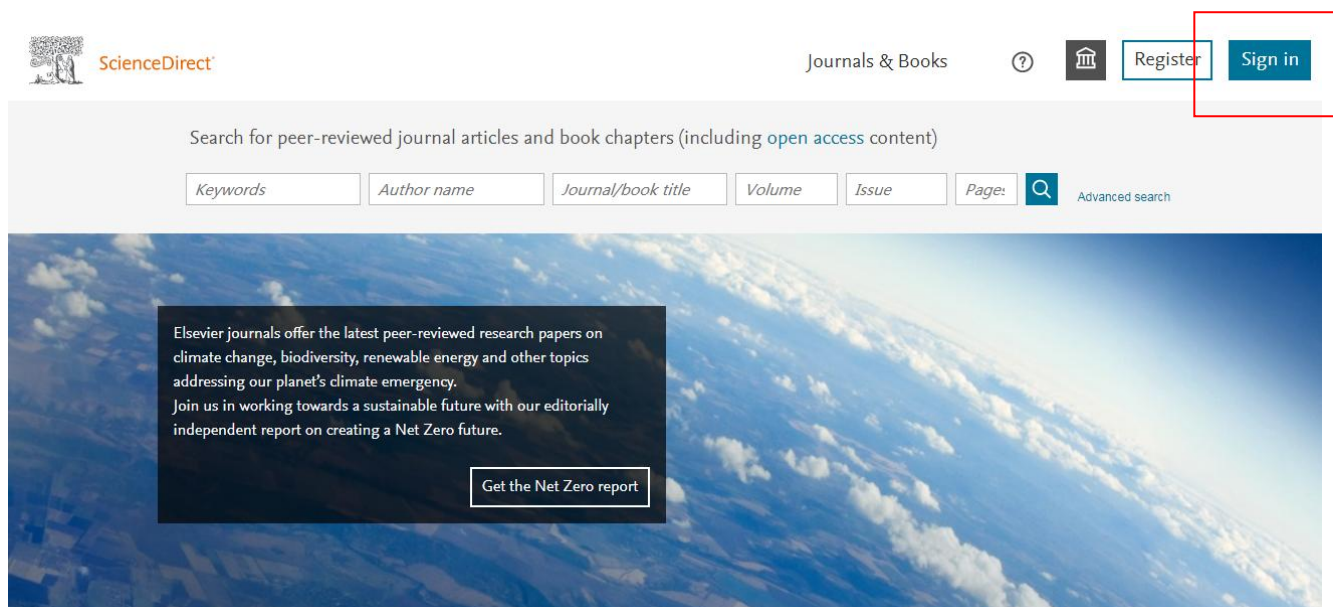 ScienceDirect
Journals & Books
?
Register
Sign in
Search for peer-reviewed journal articles and book chapters (including open access content)
Keywords
Author name
Journal/book title
Volume
Issue
Pages
Advanced search
Elsevier journals offer the latest peer-reviewed research papers on
climate change, biodiversity, renewable energy and other topics
addressing our planet's climate emergency.
Join us in working towards a sustainable future with our editorially
independent report on creating a Net Zero future.
Get the Net Zero report